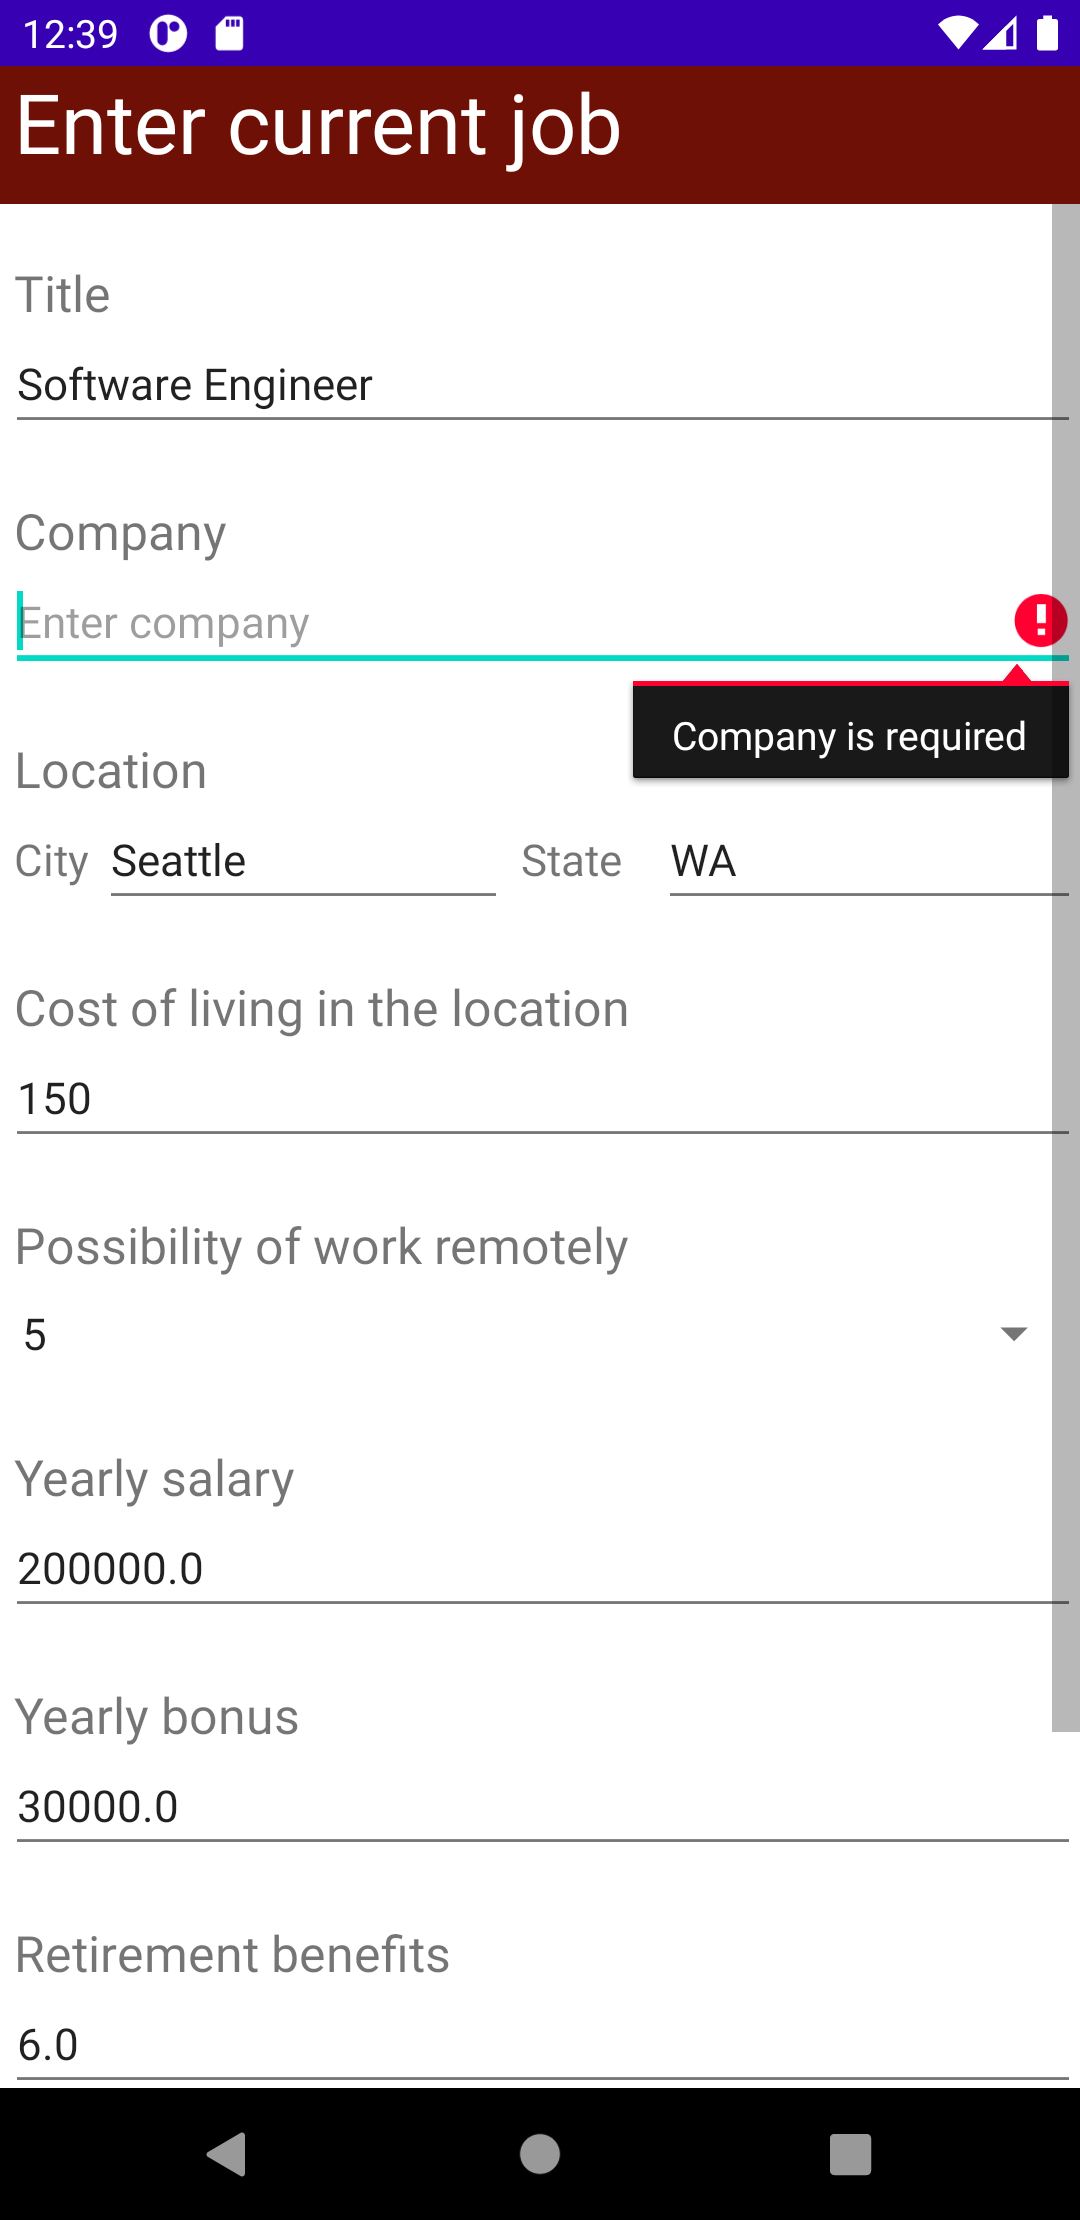 12:39
Enter current job
Title
Software Engineer
Company
Enter company
Company is required
Location
City Seattle State WA
Cost of living in the location
150
Possibility of work remotely
5
Yearly salary
200000.0
Yearly bonus
30000.0
Retirement benefits
6.0